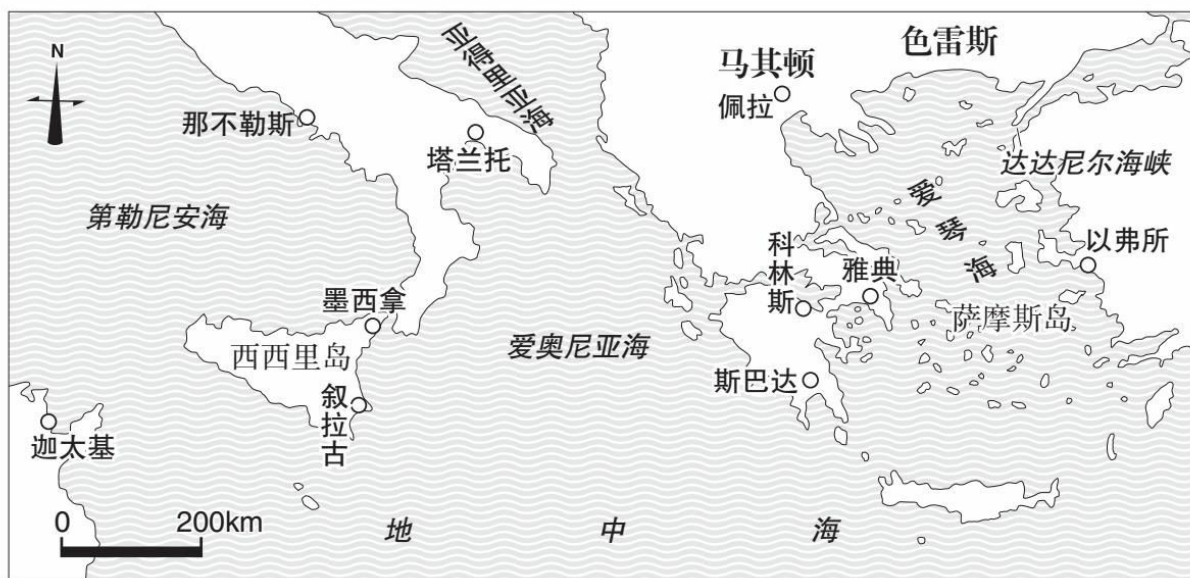 N
亚得里亚海
色雷斯
马其顿
佩拉
那不勒斯
塔兰托
达达尼尔海峡
第勒尼安海
爱琴海
以弗所
科林斯
雅典
墨西拿
萨摩斯岛
西西里岛
爱奥尼亚海
斯巴达
叙拉古
迦太基
0 200km
地中海